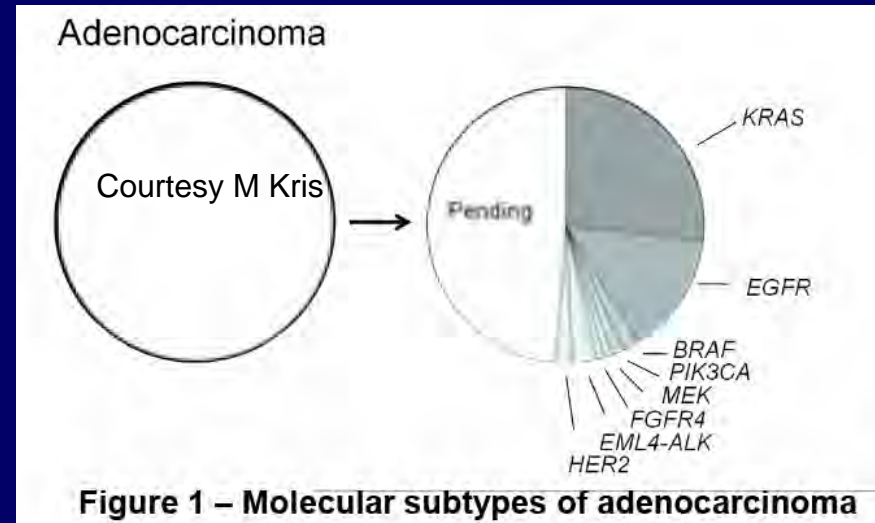 Adenocarcinoma
Courtesy M Kris
Pending
KRAS
EGFR
BRAF
PIK3CA
MEK
FGFR4
EML4-ALK
HER2
Figure 1 – Molecular subtypes of adenocarcinoma